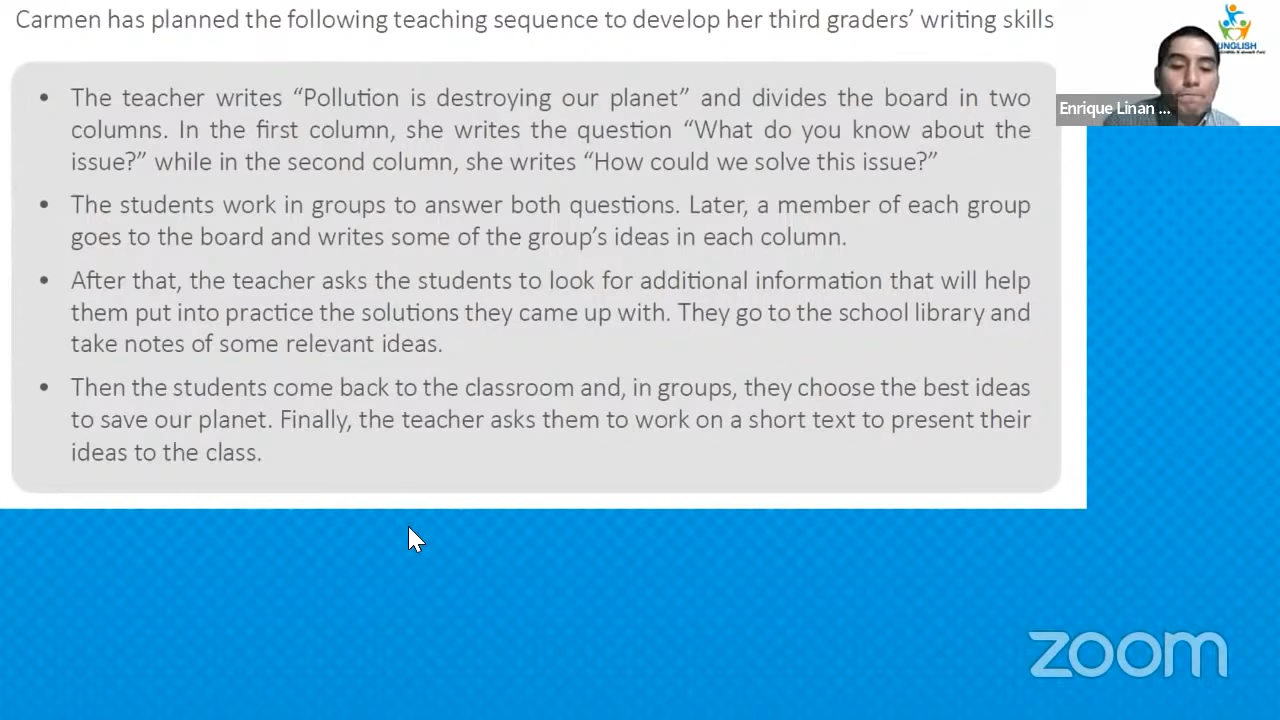 Carmen has planned the following teaching sequence to develop her third graders’ writing skills
UNGLISH
Enrique Linan ...
• The teacher writes “Pollution is destroying our planet” and divides the board in two
columns. In the first column, she writes the question “What do you know about the
issue?” while in the second column, she writes “How could we solve this issue?”
• The students work in groups to answer both questions. Later, a member of each group
goes to the board and writes some of the group’s ideas in each column.
• After that, the teacher asks the students to look for additional information that will help
them put into practice the solutions they came up with. They go to the school library and
take notes of some relevant ideas.
• Then the students come back to the classroom and, in groups, they choose the best ideas
to save our planet. Finally, the teacher asks them to work on a short text to present their
ideas to the class.
zoom